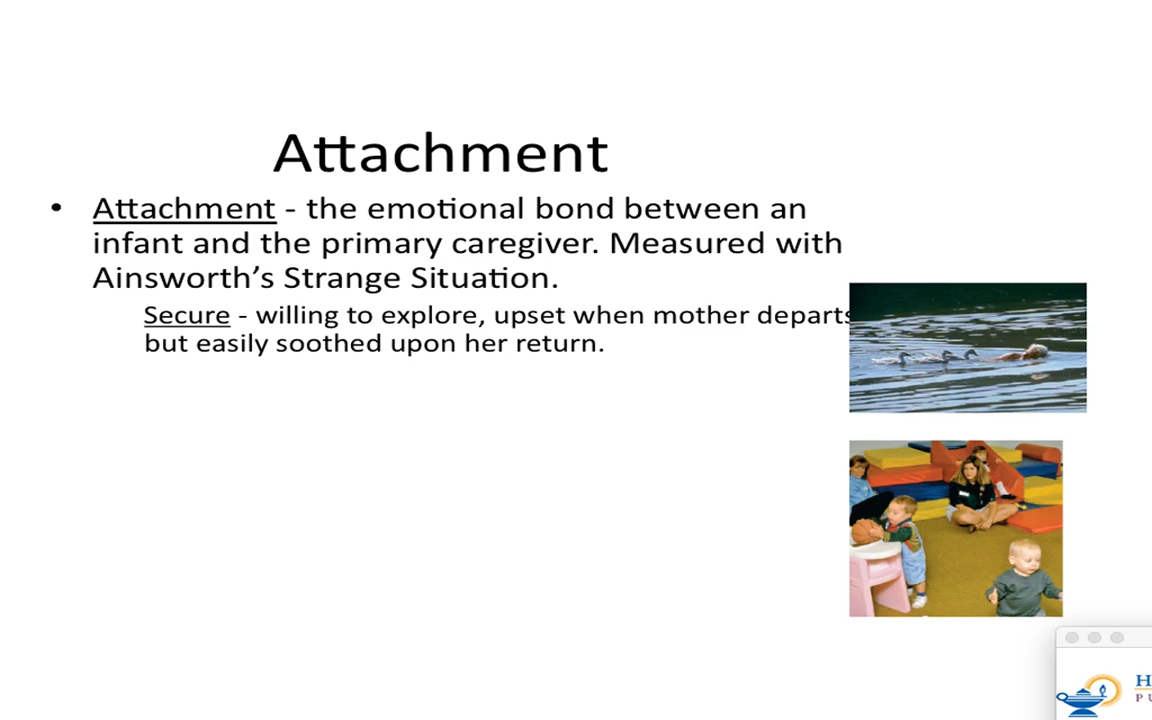 Attachment
• Attachment - the emotional bond between an
infant and the primary caregiver. Measured with
Ainsworth's Strange Situation.
Secure - willing to explore, upset when mother departs
but easily soothed upon her return.
H
PU